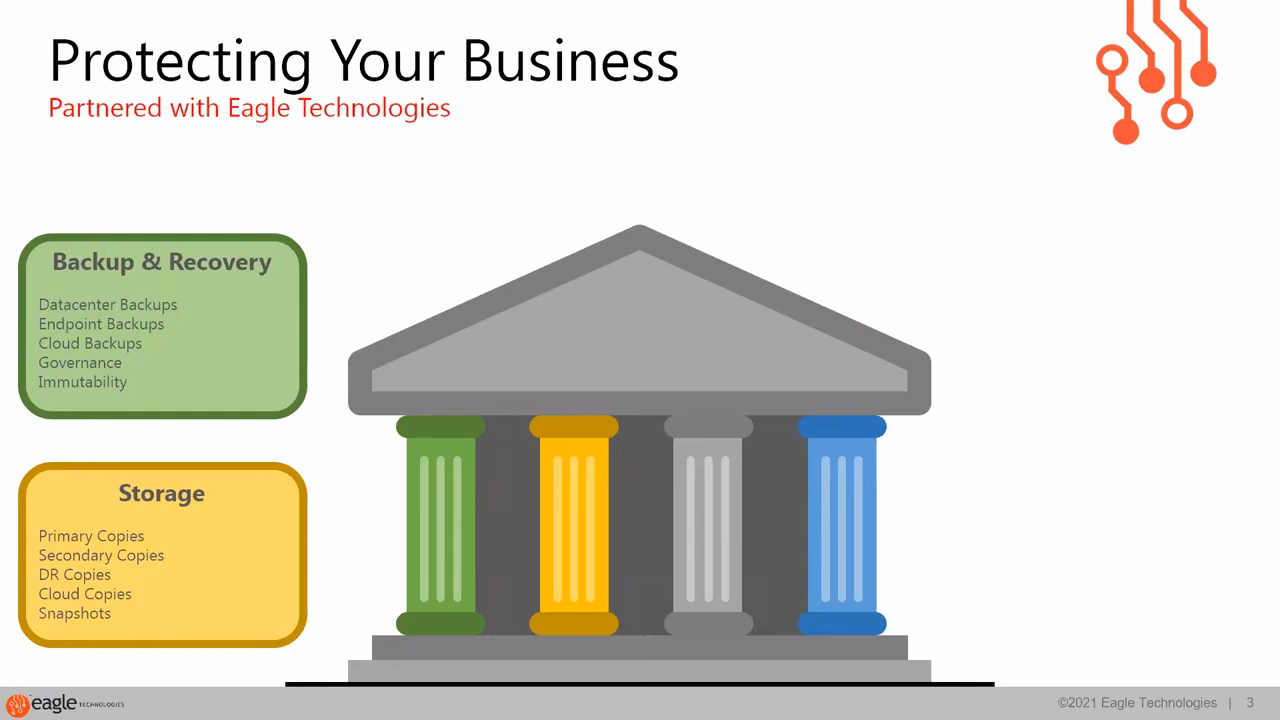 Protecting Your Business
Partnered with Eagle Technologies
Backup & Recovery
Datacenter Backups
Endpoint Backups
Cloud Backups
Governance
Immutability
Storage
Primary Copies
Secondary Copies
DR Copies
Cloud Copies
Snapshots
eagle TECHNOLOGIES
©2021 Eagle Technologies | 3